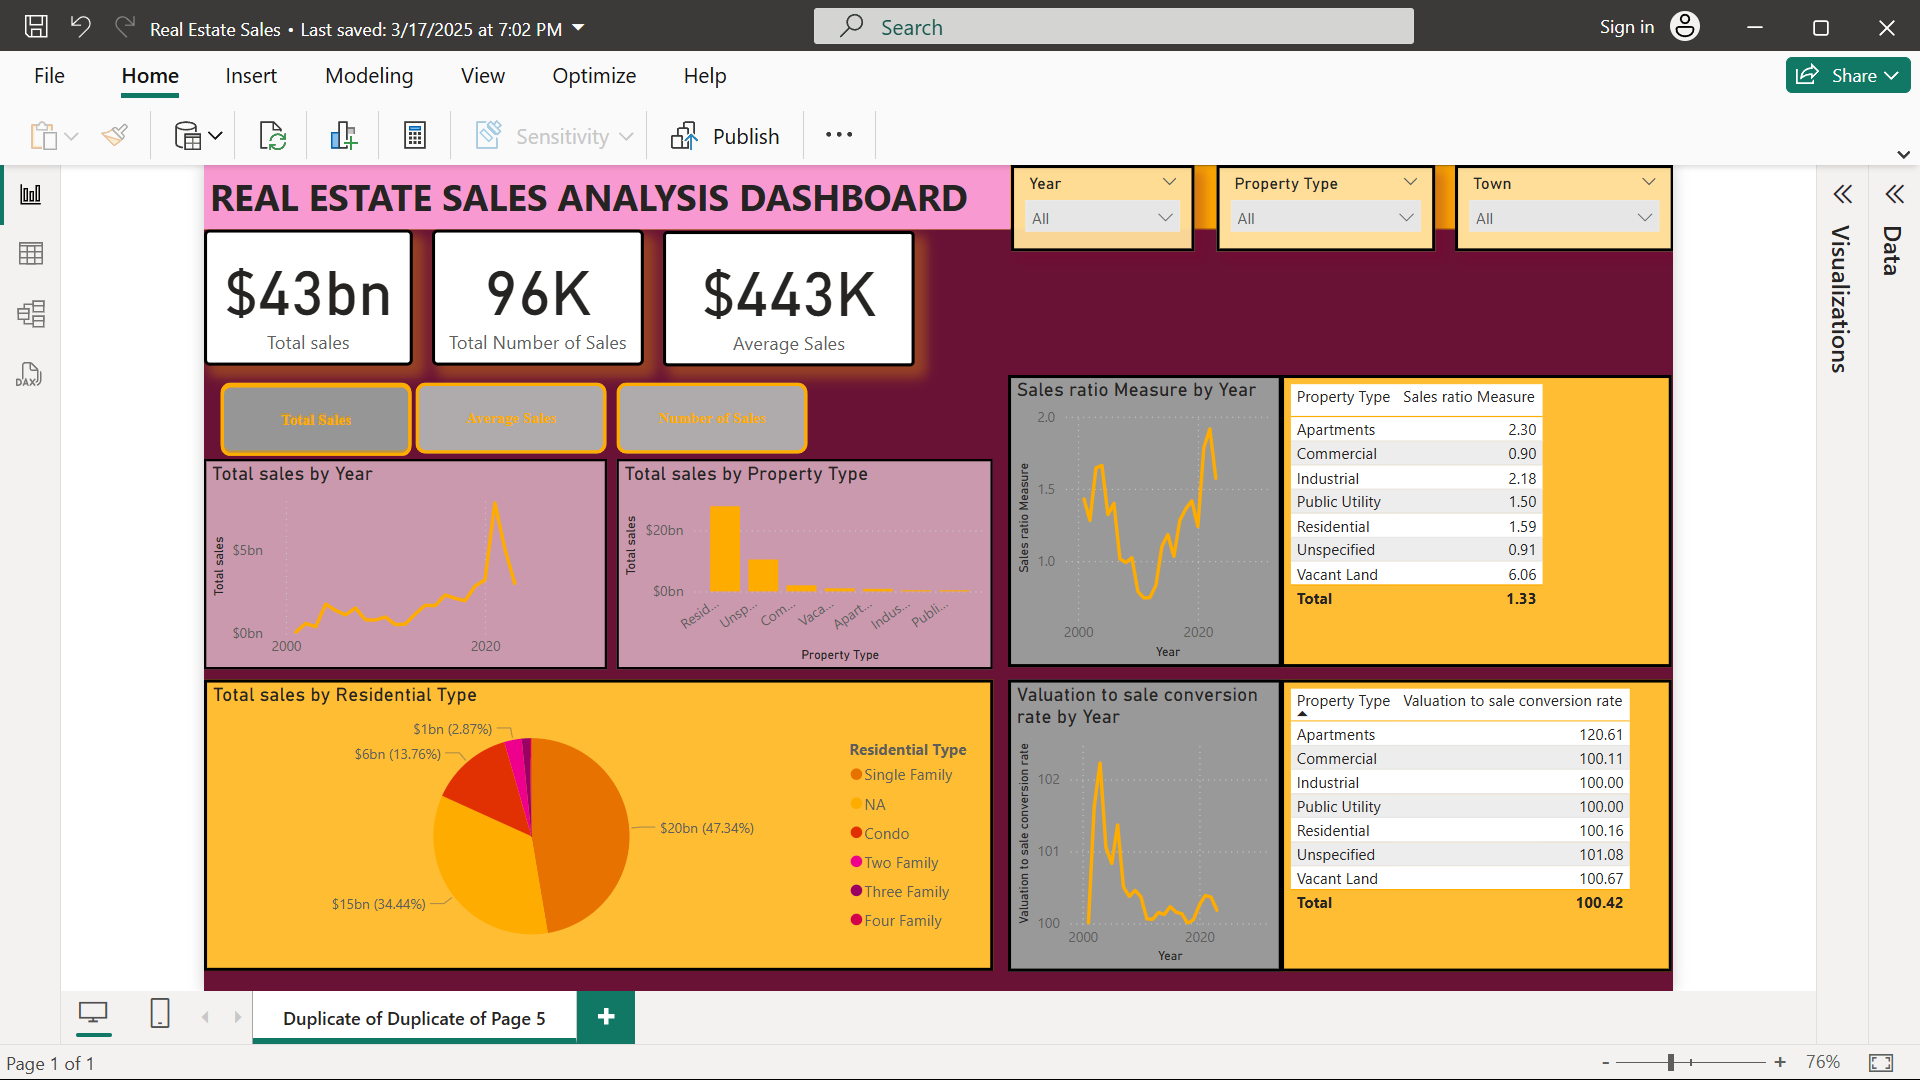 Real Estate Sales • Last saved: 3/17/2025 at 7:02 PM
Search
Sign in
File
Home
Insert
Modeling
View
Optimize
Help
Share
Sensitivity
Publish
...
REAL ESTATE SALES ANALYSIS DASHBOARD
Year
All
Property Type
All
Town
All
$43bn
Total sales
96K
Total Number of Sales
$443K
Average Sales
Total Sales
Average Sales
Number of Sales
Total sales by Year
Total sales
$5bn
$0bn
2000
2020
Total sales by Property Type
Total sales
$20bn
$0bn
Resid...
Unsp...
Com...
Vaca...
Apart...
Indus...
Publi...
Property Type
Sales ratio Measure by Year
Sales ratio Measure
2.0
1.5
1.0
2000
2020
Year
Property Type Sales ratio Measure
Apartments 2.30
Commercial 0.90
Industrial 2.18
Public Utility 1.50
Residential 1.59
Unspecified 0.91
Vacant Land 6.06
Total 1.33
Total sales by Residential Type
$1bn (2.87%)
$6bn (13.76%)
$20bn (47.34%)
$15bn (34.44%)
Residential Type
Single Family
NA
Condo
Two Family
Three Family
Four Family
Valuation to sale conversion
rate by Year
Valuation to sale conversion rate
102
101
100
2000
2020
Year
Property Type Valuation to sale conversion rate
Apartments 120.61
Commercial 100.11
Industrial 100.00
Public Utility 100.00
Residential 100.16
Unspecified 101.08
Vacant Land 100.67
Total 100.42
Visualizations
Data
DAX
Duplicate of Duplicate of Page 5
+
Page 1 of 1
- + 76%